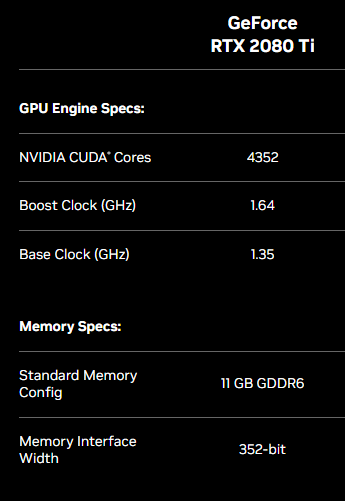 GeForce
RTX 2080 Ti
GPU Engine Specs:
NVIDIA CUDA® Cores 4352
Boost Clock (GHz) 1.64
Base Clock (GHz) 1.35
Memory Specs:
Standard Memory
Config 11 GB GDDR6
Memory Interface
Width 352-bit